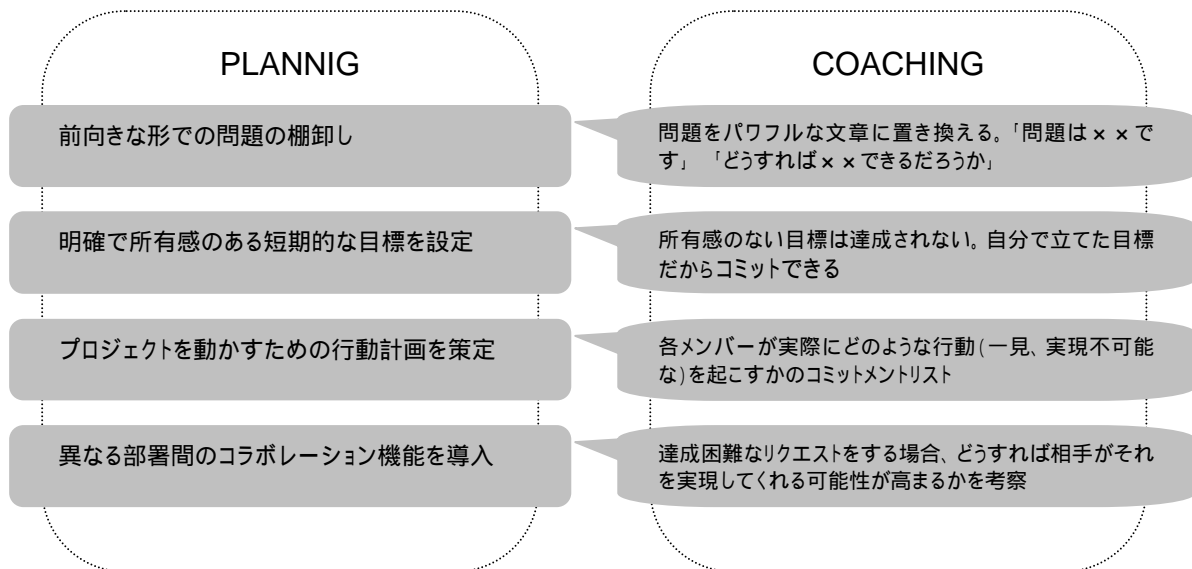 PLANNIG
前向きな形での問題の棚卸し
明確で所有感のある短期的な目標を設定
プロジェクトを動かすための行動計画を策定
異なる部署間のコラボレーション機能を導入
COACHING
問題をパワフルな文章に置き換える。「問題は××で
す」 「どうすれば××できるだろうか」
所有感のない目標は達成されない。自分で立てた目標
だからコミットできる
各メンバーが実際にどのような行動(一見、実現不可能
な)を起こすかのコミットメントリスト
達成困難なリクエストをする場合、どうすれば相手がそれ
を実現してくれる可能性が高まるかを考察